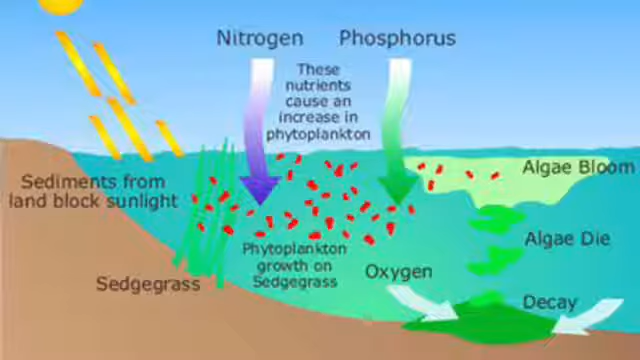 Nitrogen
Phosphorus
These
nutrients
cause an
increase in
phytoplankton
Algae Bloom
Sediments from
land block sunlight
Algae Die
Phytoplankton
growth on
Sedgegrass
Oxygen
Sedgegrass
Decay